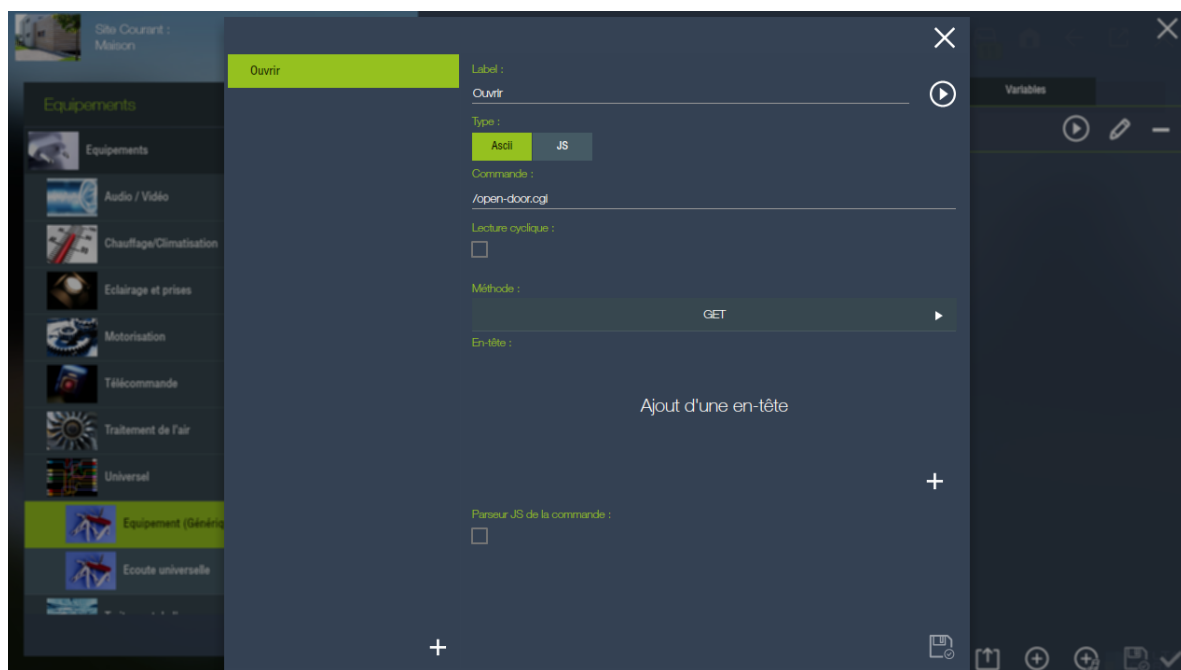 Site Courant :
Maison
Equipements
Equipements
Audio / Vidéo
Chauffage/Climatisation
Eclairage et prises
Motorisation
Télécommande
Traitement de l'air
Universel
Equipement (Génériq
Ecoute universelle
Ouvrir
Label :
Ouvrir
Type :
Ascii JS
Commande :
/open-door.cgi
Lecture cyclique :
Méthode :
GET
En-tête :
Ajout d'une en-tête
+
Parseur JS de la commande :
+
Variables